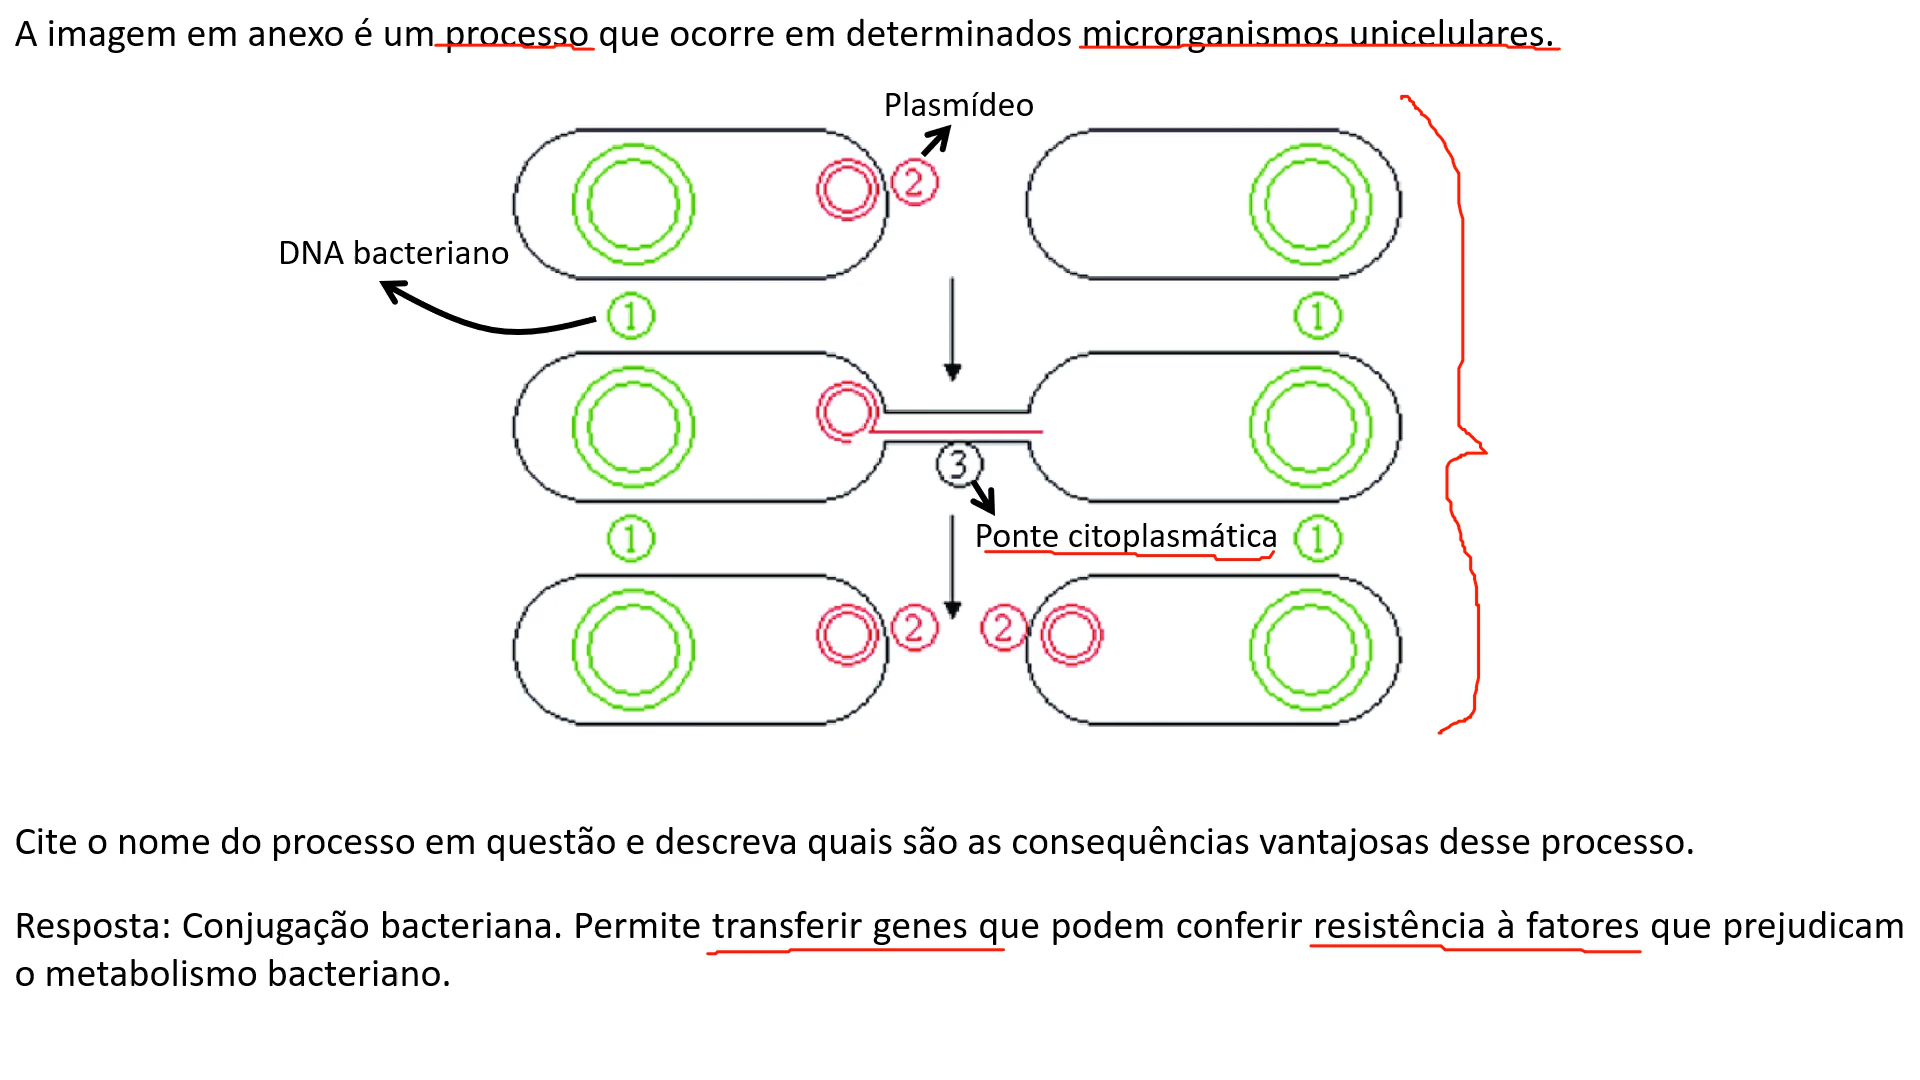 A imagem em anexo é um processo que ocorre em determinados microrganismos unicelulares.
Plasmídeo
2
DNA bacteriano
1
1
3
Ponte citoplasmática
1
1
2
2
Cite o nome do processo em questão e descreva quais são as consequências vantajosas desse processo.
Resposta: Conjugação bacteriana. Permite transferir genes que podem conferir resistência à fatores que prejudicam
o metabolismo bacteriano.